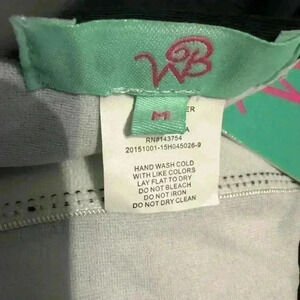 WB
M
RN#143754
20151001-15H045026-9
HAND WASH COLD
WITH LIKE COLORS
LAY FLAT TO DRY
DO NOT BLEACH
DO NOT IRON
DO NOT DRY CLEAN